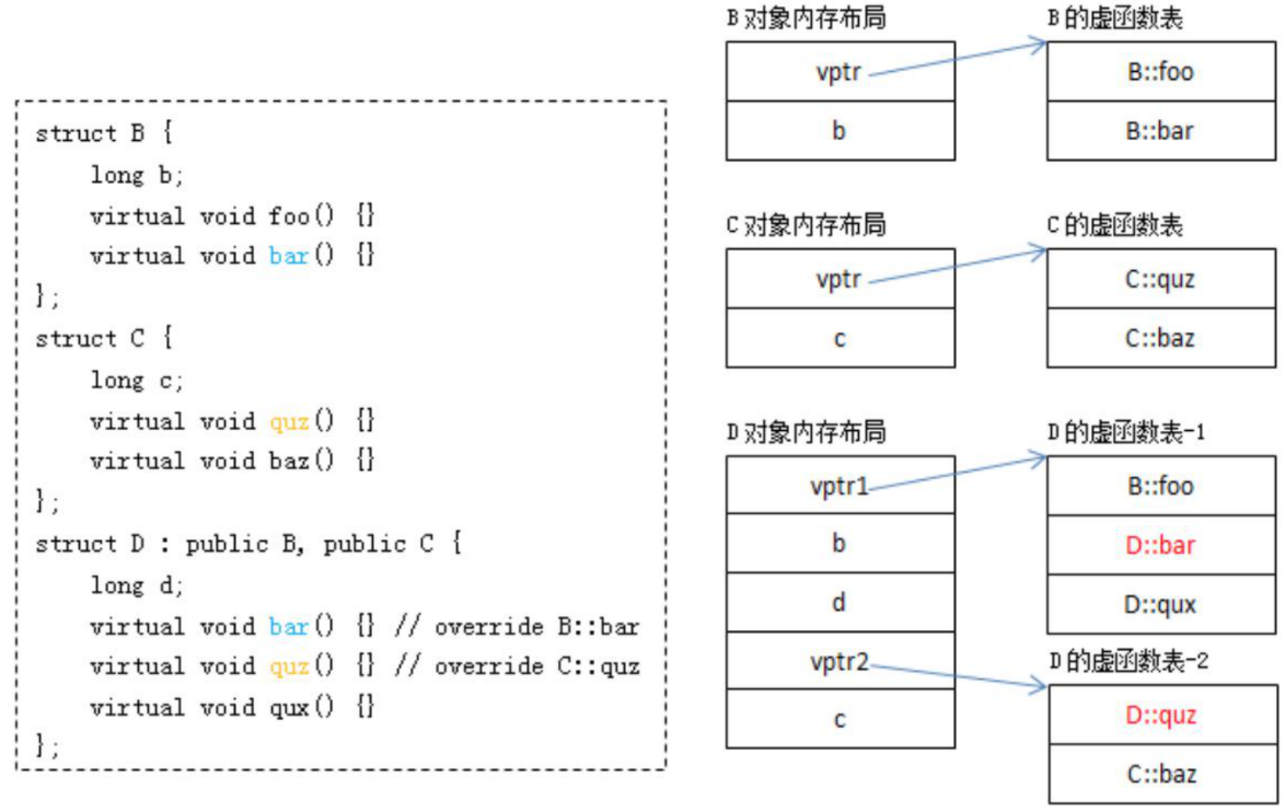 struct B {
    long b;
    virtual void foo() {}
    virtual void bar() {}
};
struct C {
    long c;
    virtual void quz() {}
    virtual void baz() {}
};
struct D : public B, public C {
    long d;
    virtual void bar() {} // override B::bar
    virtual void quz() {} // override C::quz
    virtual void qux() {}
};
B 对象内存布局
vptr
b
B 的虚函数表
B::foo
B::bar
C 对象内存布局
vptr
c
C 的虚函数表
C::quz
C::baz
D 对象内存布局
vptr1
b
d
vptr2
c
D 的虚函数表-1
B::foo
D::bar
D::qux
D 的虚函数表-2
D::quz
C::baz